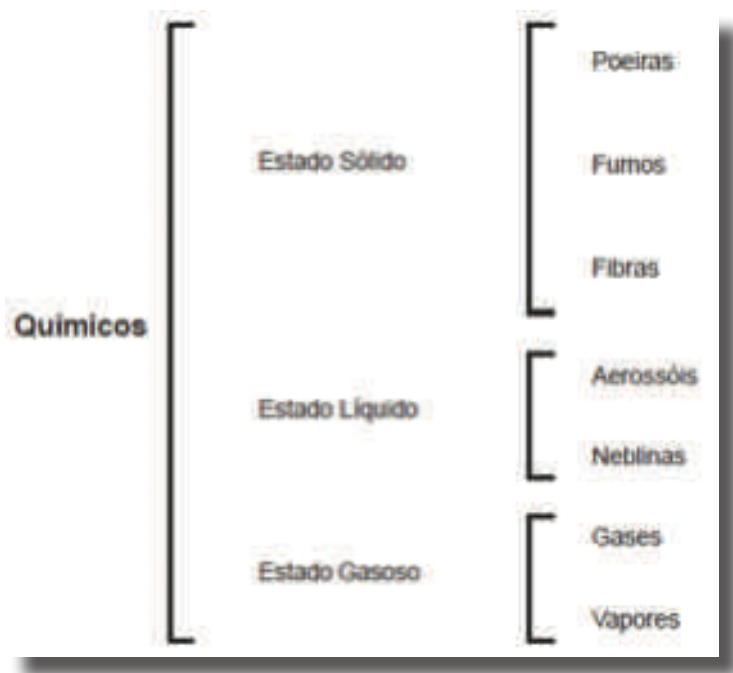 Químicos
Estado Sólido
Poeiras
Fumos
Fibras
Estado Líquido
Aerossóis
Neblinas
Estado Gasoso
Gases
Vapores